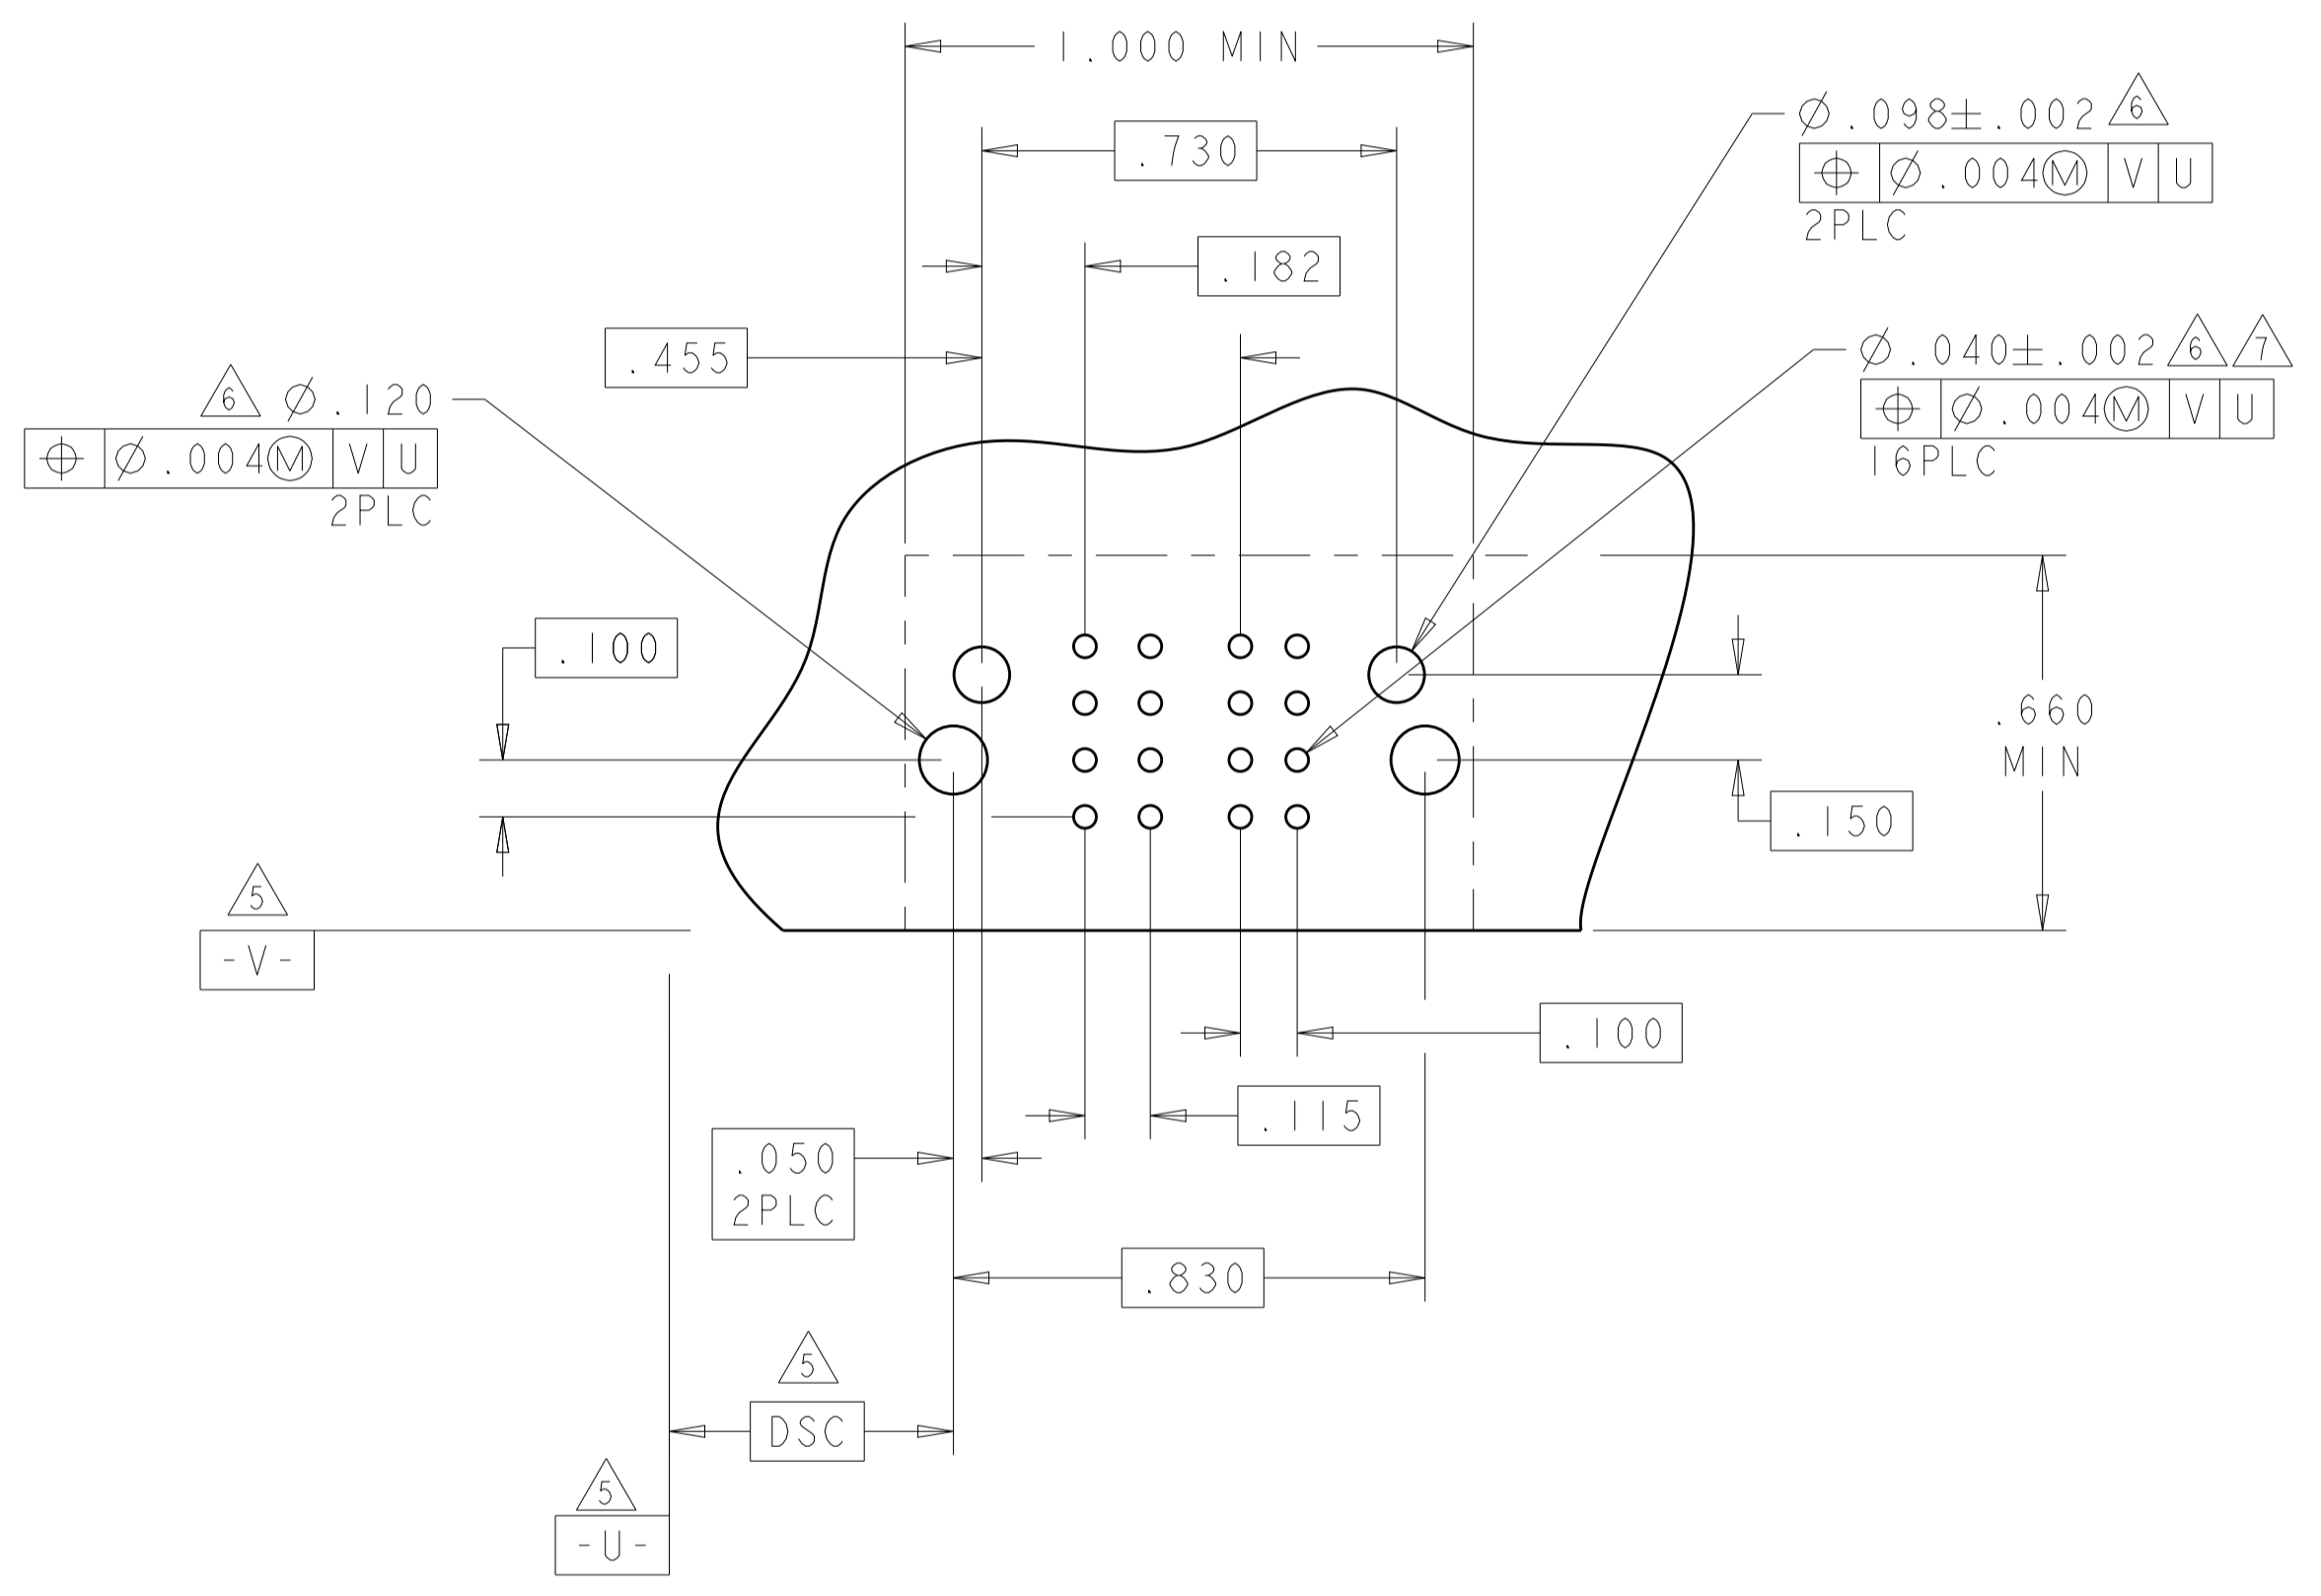 1.000 MIN
.730
.182
.455
Ø.098±.002 6
⌖ Ø.004Ⓜ V U
2PLC
Ø.040±.002 6 7
⌖ Ø.004Ⓜ V U
16PLC
6 Ø.120
⌖ Ø.004Ⓜ V U
2PLC
.100
.660
MIN
.150
5
-V-
.100
.115
.050
2PLC
.830
5
DSC
5
-U-